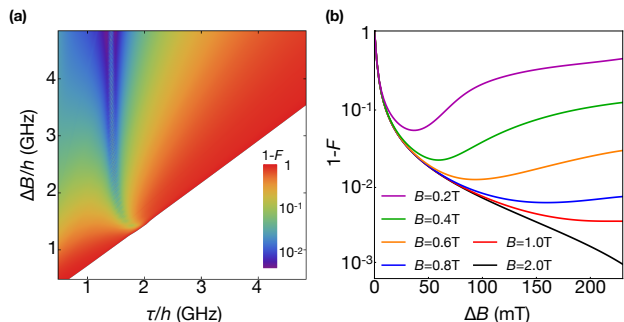 (a)
4
3
2
1
ΔB/h (GHz)
1
2
3
4
τ/h (GHz)
1-F
1
10-1
10-2
(b)
1
10-1
10-2
10-3
1-F
B=0.2T
B=0.4T
B=0.6T
B=0.8T
B=1.0T
B=2.0T
0
50
100
150
200
ΔB (mT)